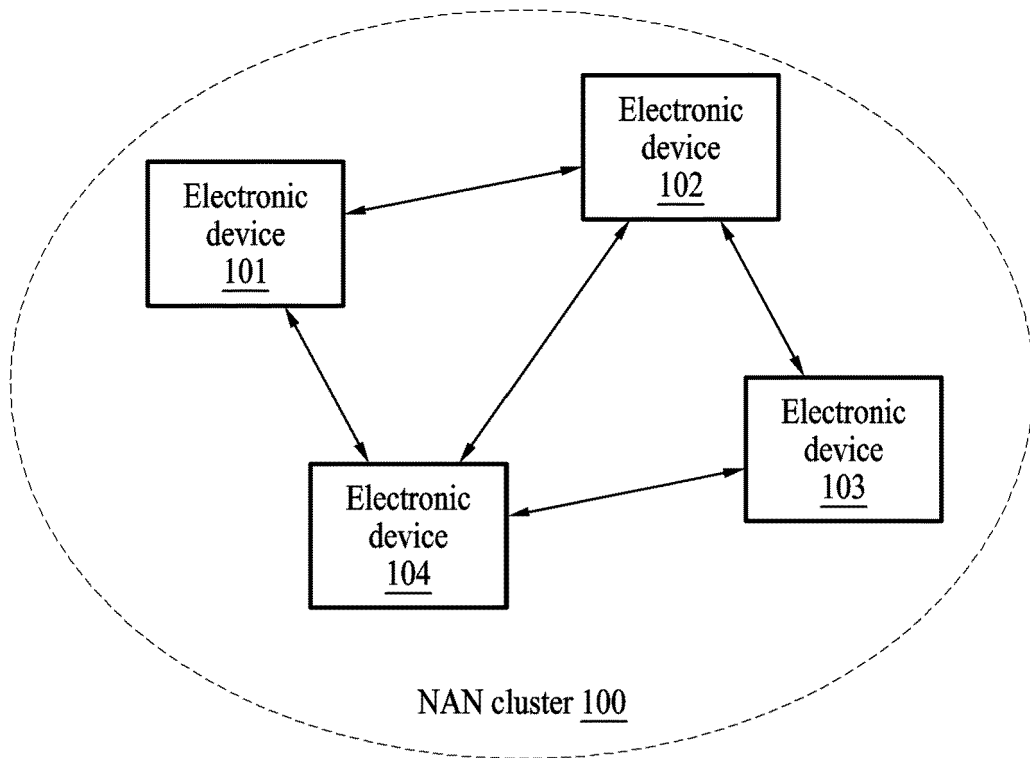 Electronic
device
102
Electronic
device
101
Electronic
device
103
Electronic
device
104
NAN cluster 100